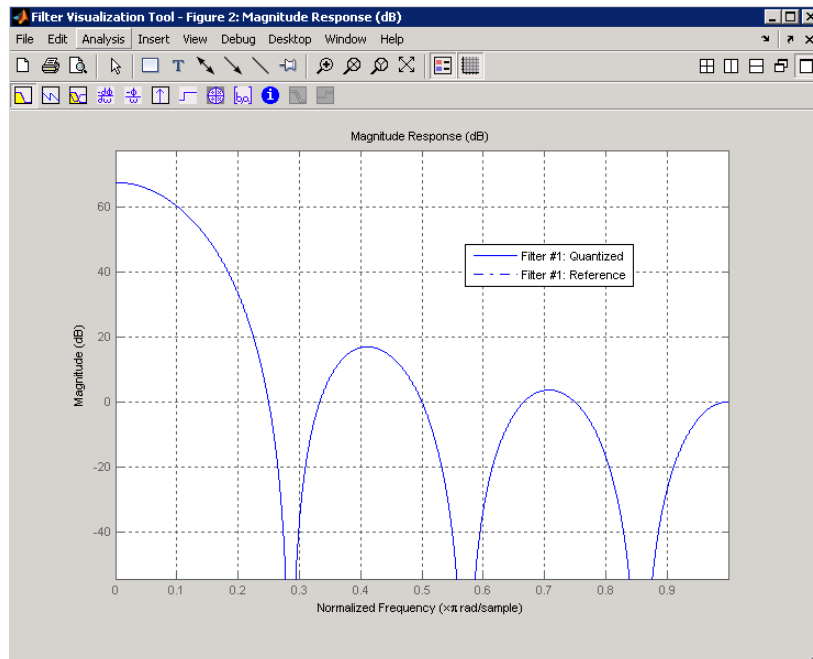 Filter Visualization Tool - Figure 2: Magnitude Response (dB)
File Edit Analysis Insert View Debug Desktop Window Help
Magnitude Response (dB)
Magnitude (dB)
60
40
20
0
-20
-40
Filter #1: Quantized
Filter #1: Reference
0 0.1 0.2 0.3 0.4 0.5 0.6 0.7 0.8 0.9
Normalized Frequency (×π rad/sample)